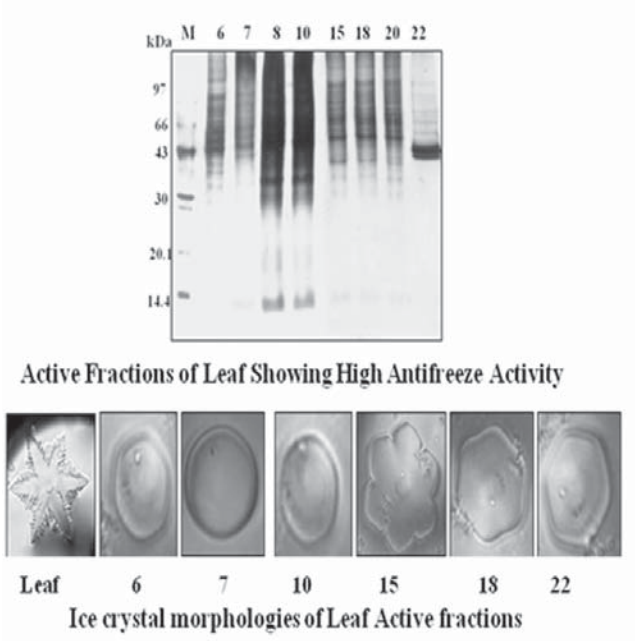 M 6 7 8 10 15 18 20 22
kDa
97
66
43
30
20.1
14.4
Active Fractions of Leaf Showing High Antifreeze Activity
Leaf 6 7 10 15 18 22
Ice crystal morphologies of Leaf Active fractions